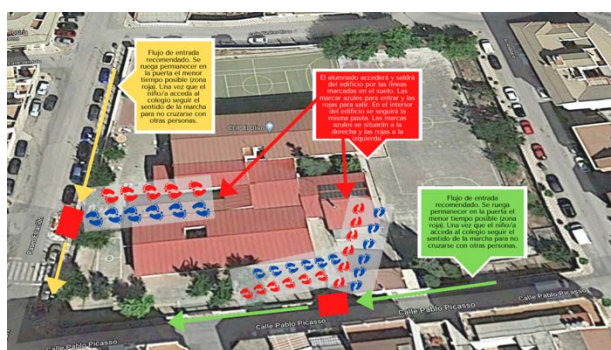 Flujo de entrada
recomendado. Se
ruega permanecer en
la puerta el menor
tiempo posible (zona
roja). Una vez que el
niño/a acceda al
colegio seguir el
sentido de la marcha
para no cruzarse con
otras personas.
El alumnado accederá y saldrá
del edificio por las líneas
marcadas en el suelo. Las
marcar azules para entrar y las
rojas para salir. En el interior
del edificio se seguirá la
misma pauta. Las marcas
azules se situarán a la
derecha y las rojas a la
izquierda
Flujo de entrada
recomendado. Se ruega
permanecer en la puerta el menor
tiempo posible (zona roja). Una
vez que el niño/a acceda al
colegio seguir el sentido de la
marcha para no cruzarse con
otras personas.
Calle Pablo Picasso
Calle Pablo Picasso